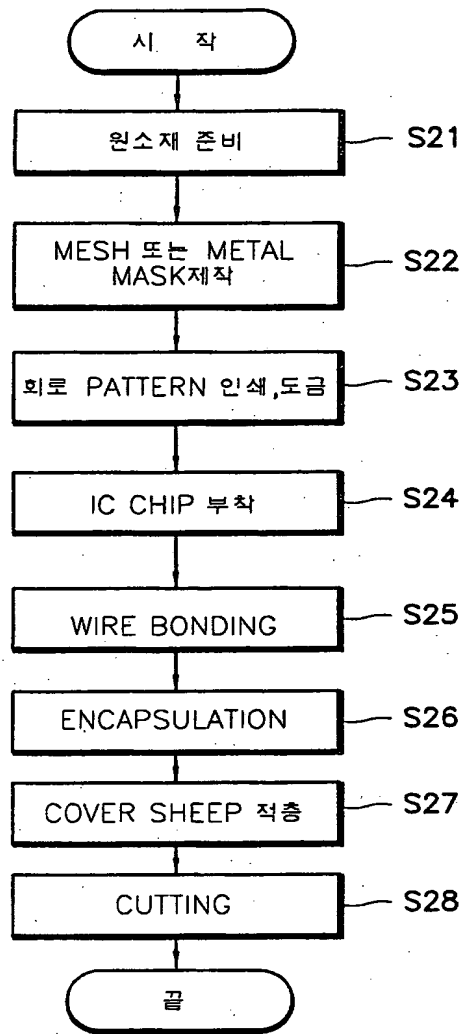 시 작
원소재 준비
S21
MESH 또는 METAL
MASK제작
S22
회로 PATTERN 인쇄,도금
S23
IC CHIP 부착
S24
WIRE BONDING
S25
ENCAPSULATION
S26
COVER SHEEP 적층
S27
CUTTING
S28
끝